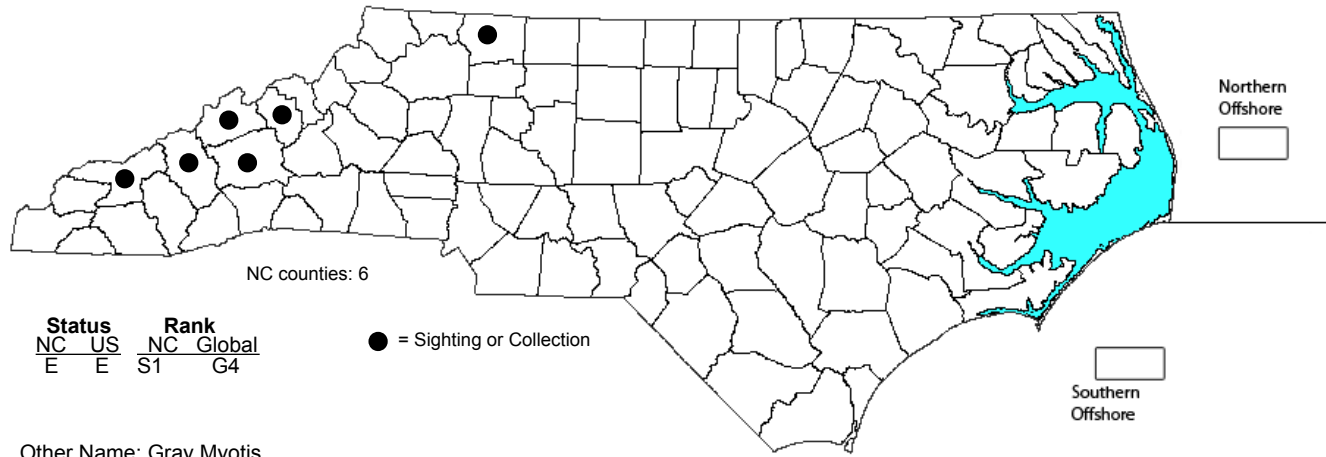 Northern
Offshore
NC counties: 6
Status Rank
NC US NC Global
E E S1 G4
= Sighting or Collection
Southern
Offshore
Other Name: Gray Myotis